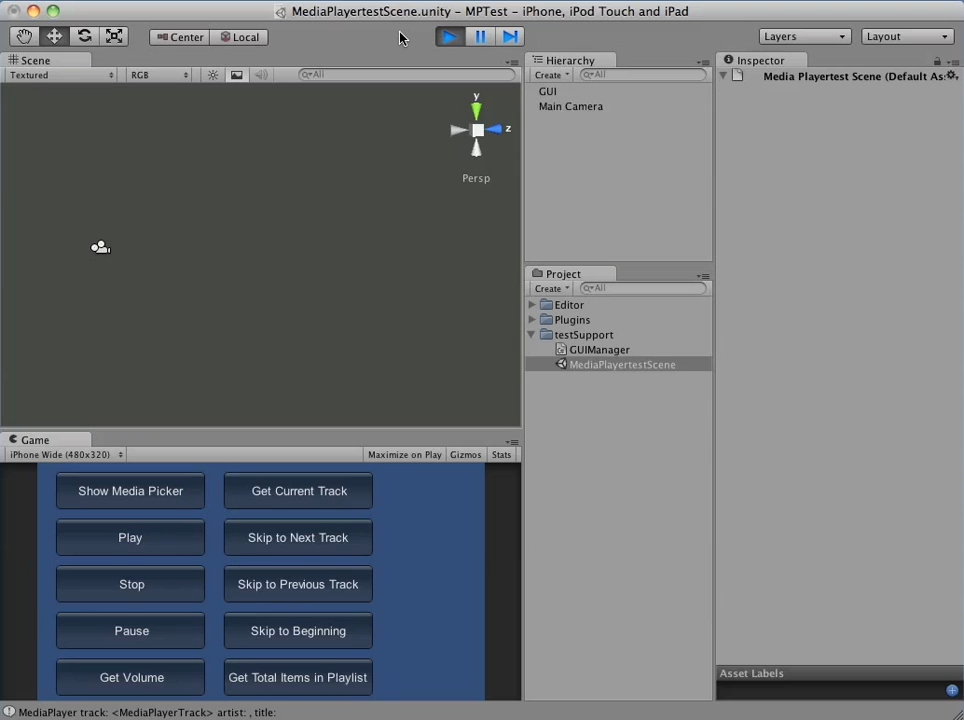 MediaPlayertestScene.unity - MPTest - iPhone, iPod Touch and iPad
Center
Local
Layers
Layout
Scene
Textured
RGB
All
y
z
Persp
Hierarchy
Create
All
GUI
Main Camera
Inspector
Media Playertest Scene (Default As:
Project
Create
All
Editor
Plugins
testSupport
GUIManager
MediaPlayertestScene
Game
iPhone Wide (480x320)
Maximize on Play
Gizmos
Stats
Show Media Picker
Get Current Track
Play
Skip to Next Track
Stop
Skip to Previous Track
Pause
Skip to Beginning
Get Volume
Get Total Items in Playlist
Asset Labels
MediaPlayer track: <MediaPlayerTrack> artist: , title: